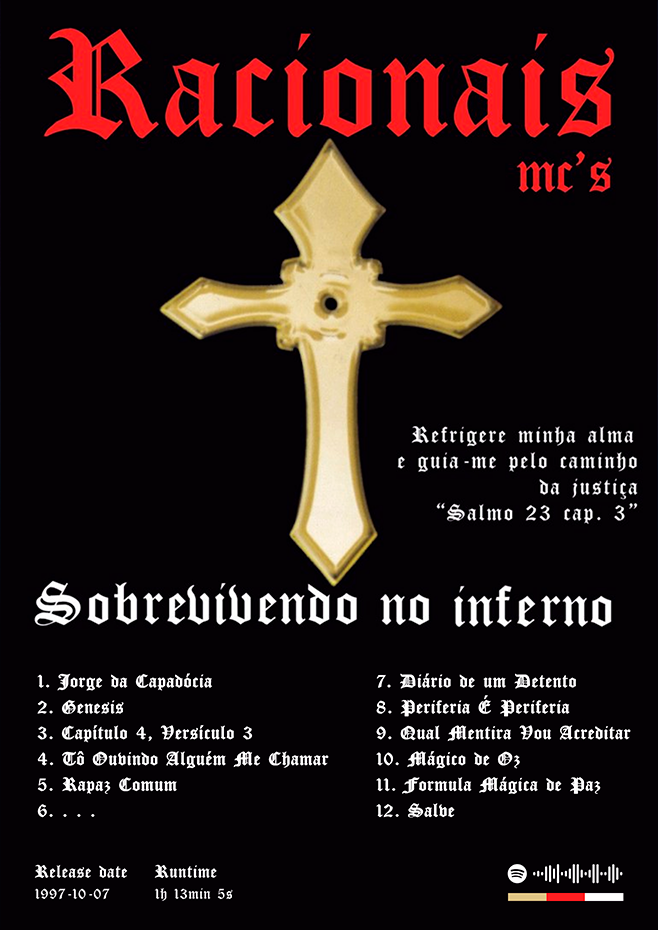 Racionais
mc's
Refrigere minha alma
e guia-me pelo caminho
da justiça
“Salmo 23 cap. 3”
Sobrevivendo no inferno
1. Jorge da Capadócia
2. Genesis
3. Capítulo 4, Versículo 3
4. Tô Ouvindo Alguém Me Chamar
5. Rapaz Comum
6. . . .
7. Diário de um Detento
8. Periferia É Periferia
9. Qual Mentira Vou Acreditar
10. Mágico de Oz
11. Formula Mágica de Paz
12. Salve
Release date
1997-10-07
Runtime
1h 13min 5s